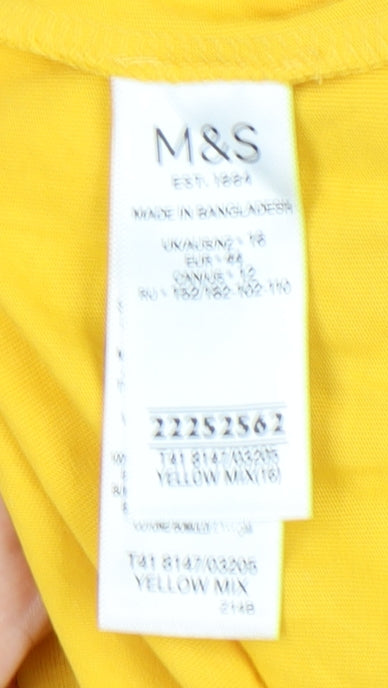 M&S
EST. 1884
MADE IN BANGLADESH
UK/AUS/NZ : 16
EUR : 44
CAN/US : 12
22252562
T41 8147/03205
YELLOW MIX(16)
T41 8147/03205
YELLOW MIX
214B